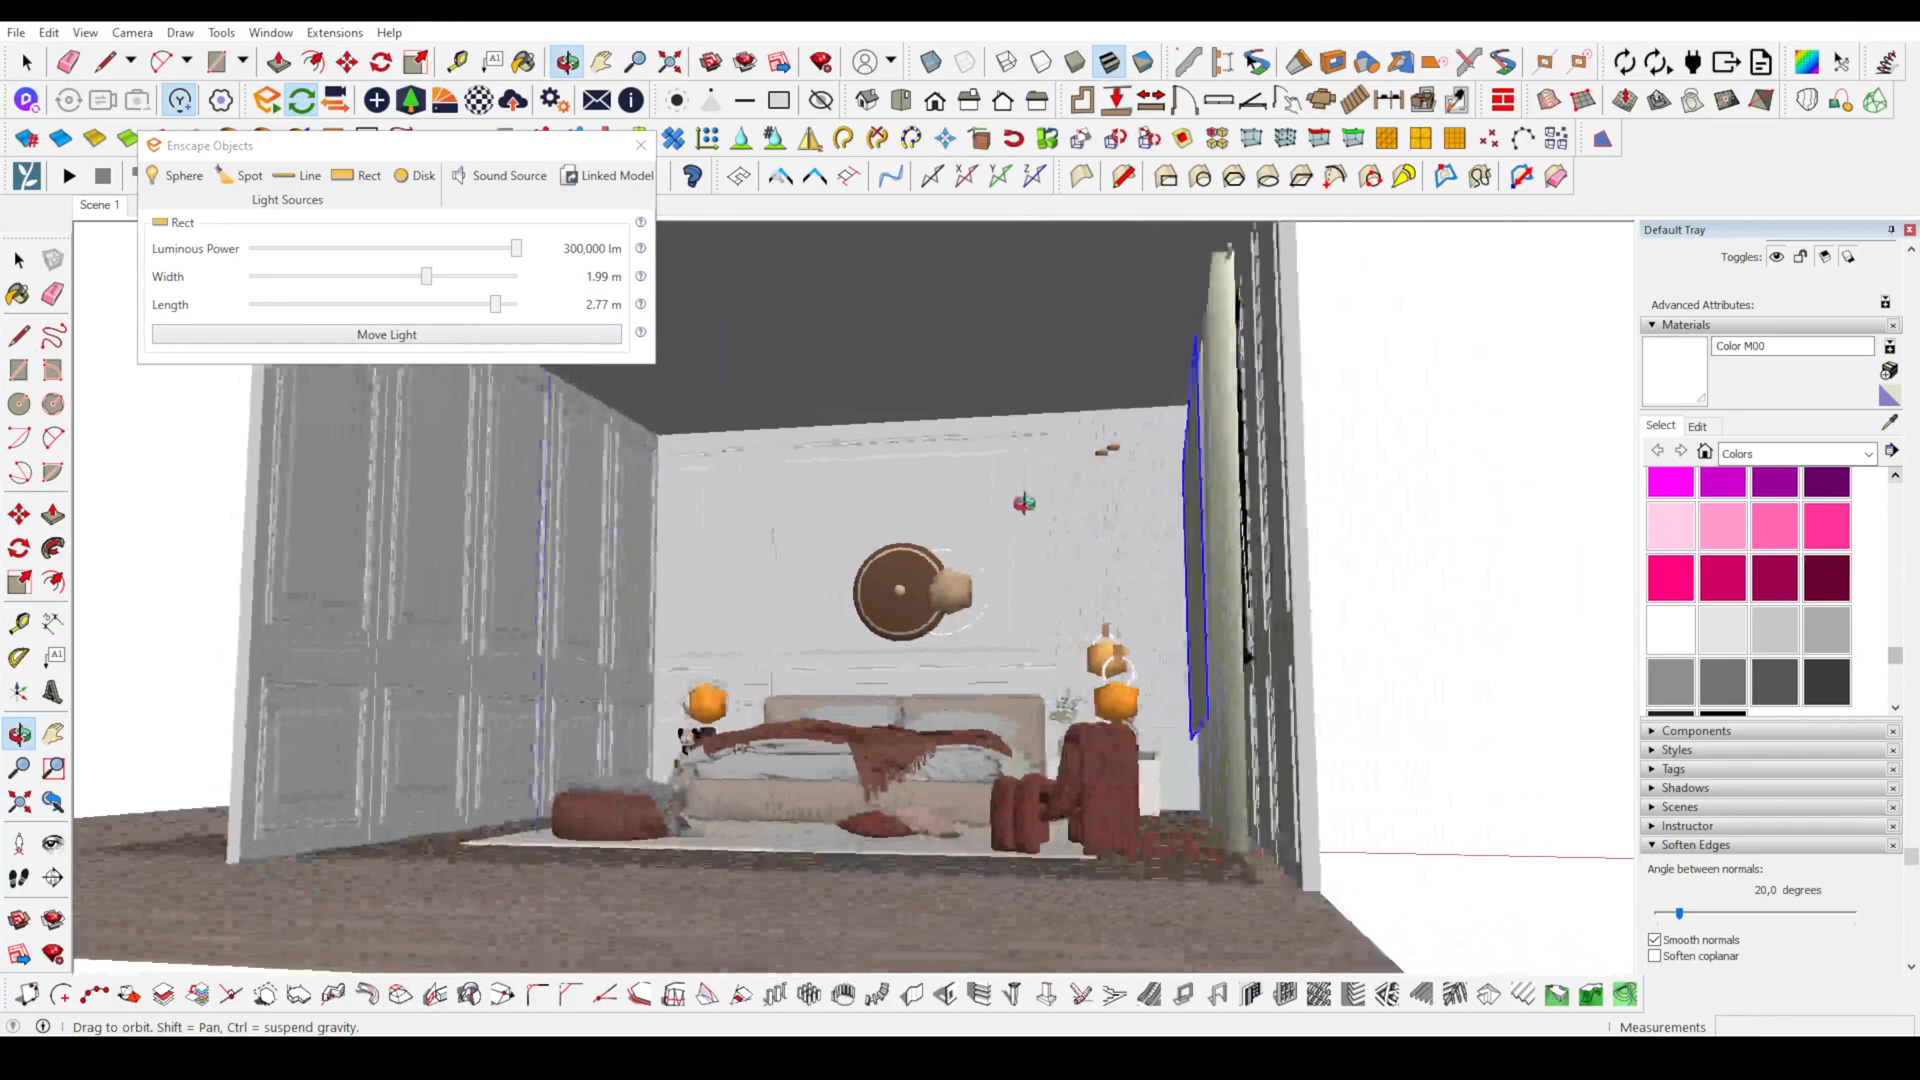 File Edit View Camera Draw Tools Window Extensions Help
A1
Enscape Objects
Sphere Spot Line Rect Disk Sound Source Linked Model
Light Sources
Scene 1
Rect
Luminous Power 300,000 lm
Width 1.99 m
Length 2.77 m
Move Light
Default Tray
Toggles:
Advanced Attributes:
Materials
Color M00
Select Edit
Colors
A1
Components
Styles
Tags
Shadows
Scenes
Instructor
Soften Edges
Angle between normals:
20,0 degrees
Smooth normals
Soften coplanar
Drag to orbit. Shift = Pan, Ctrl = suspend gravity.
Measurements